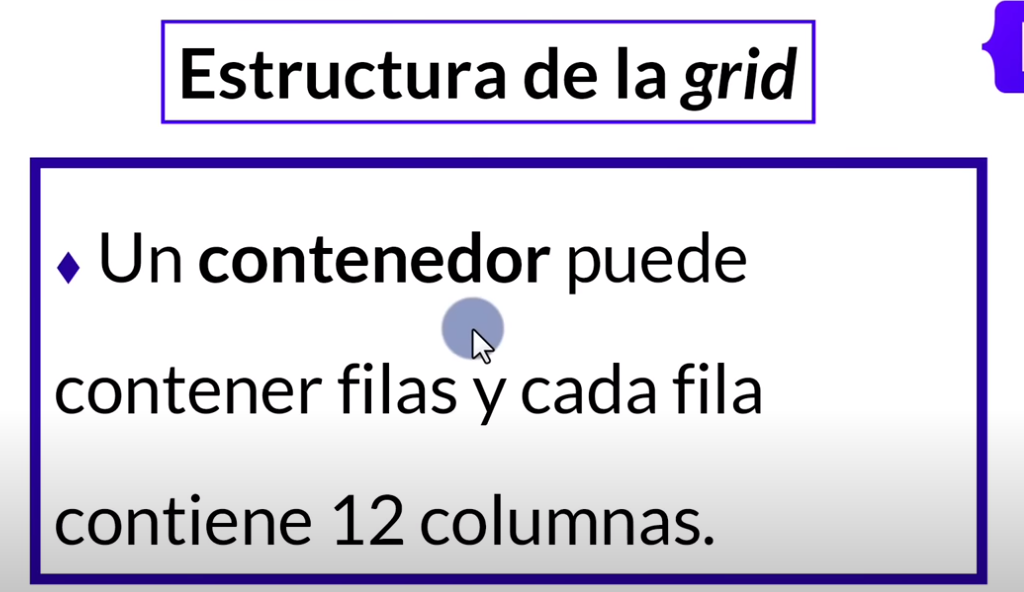 Estructura de la grid
Un contenedor puede
contener filas y cada fila
contiene 12 columnas.